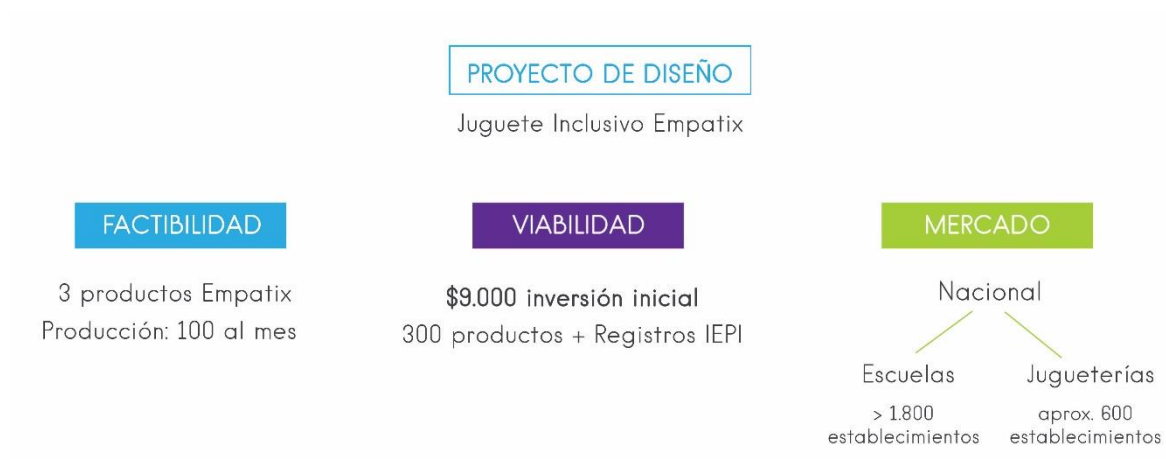 PROYECTO DE DISEÑO
Juguete Inclusivo Empatix
FACTIBILIDAD
3 productos Empatix
Producción: 100 al mes
VIABILIDAD
$9.000 inversión inicial
300 productos + Registros IEPI
MERCADO
Nacional
Escuelas
> 1.800
establecimientos
Jugueterías
aprox. 600
establecimientos